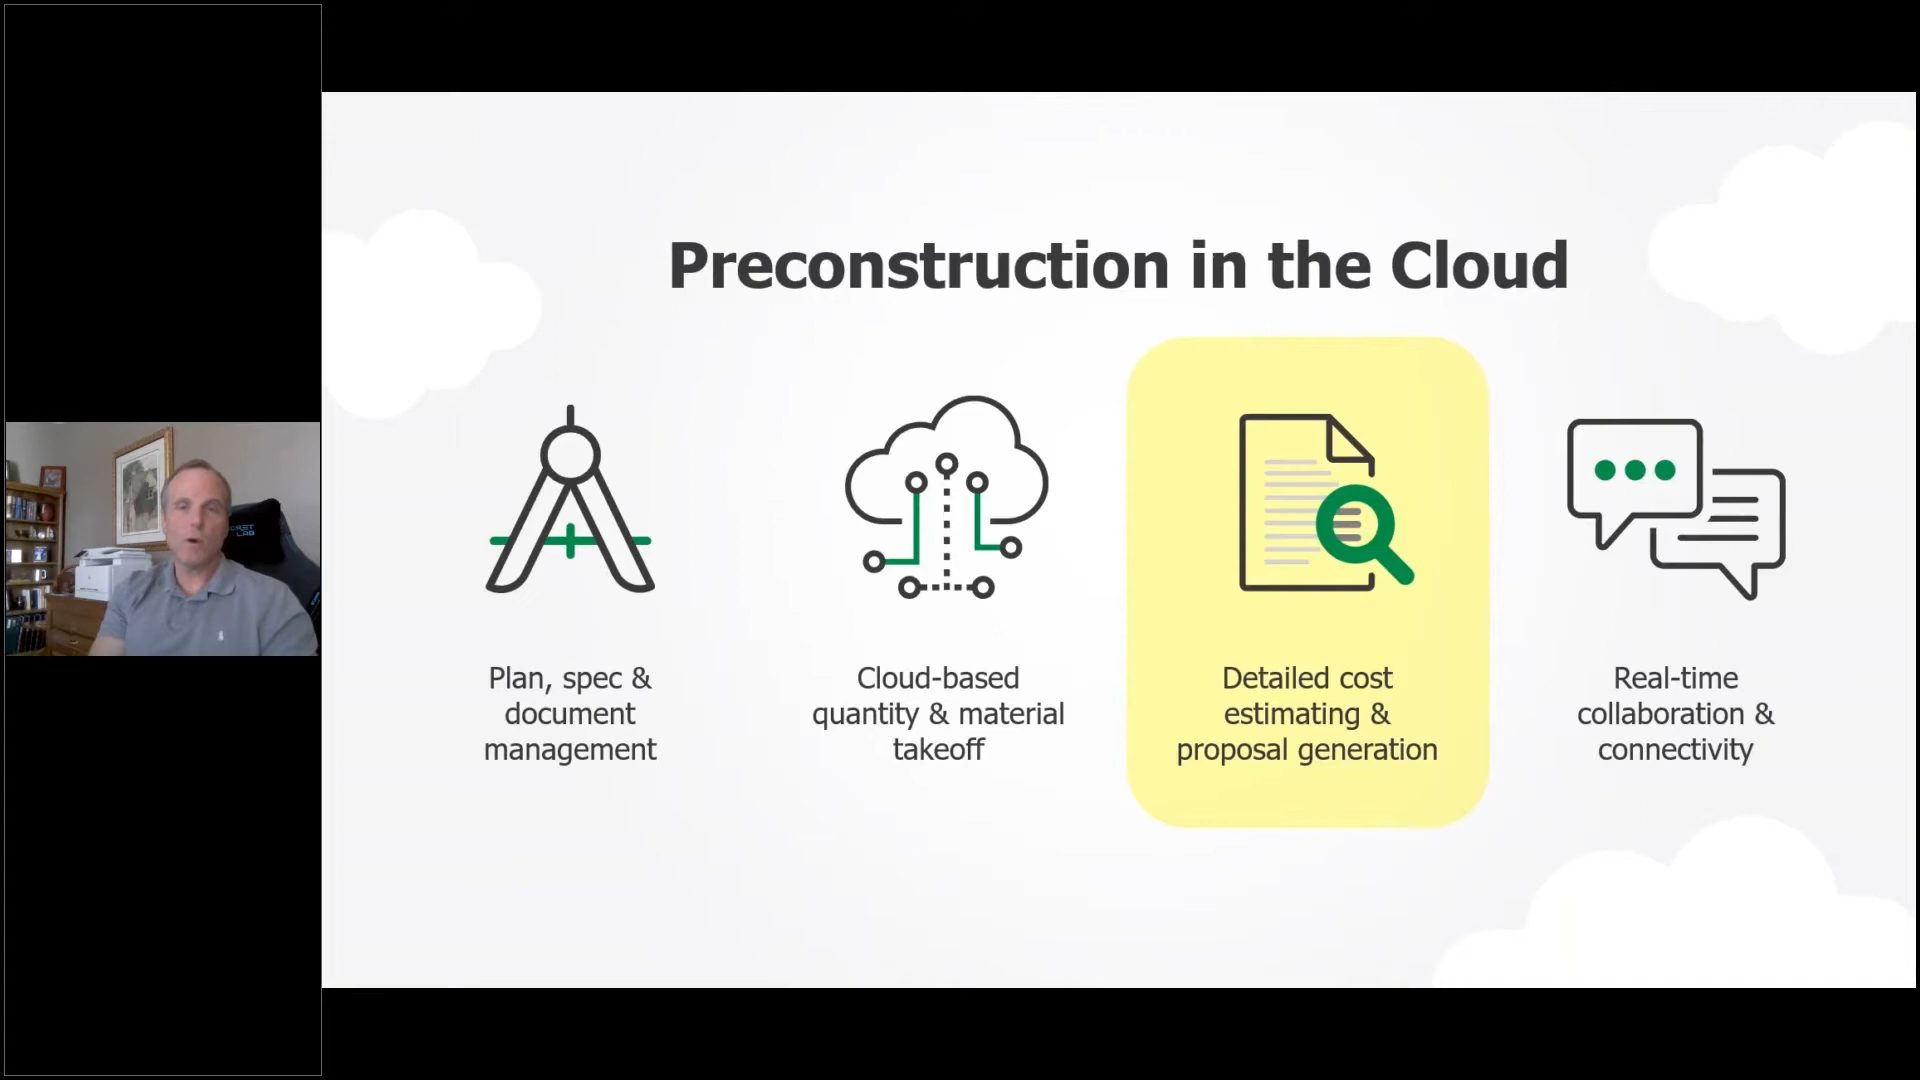 Preconstruction in the Cloud
Plan, spec &
document
management
Cloud-based
quantity & material
takeoff
Detailed cost
estimating &
proposal generation
Real-time
collaboration &
connectivity